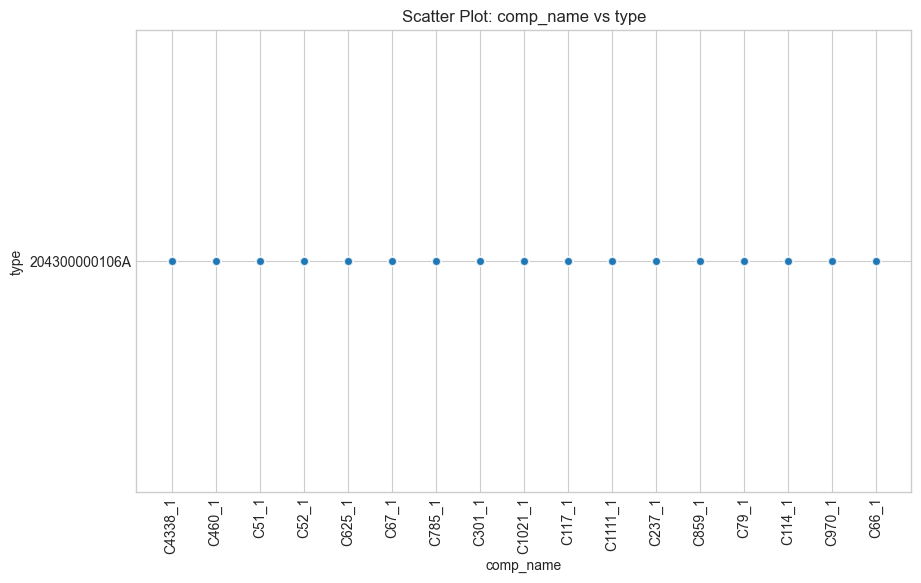 Scatter Plot: comp_name vs type
type
204300000106A
C4338_1
C460_1
C51_1
C52_1
C625_1
C67_1
C785_1
C301_1
C1021_1
C117_1
C1111_1
C237_1
C859_1
C79_1
C114_1
C970_1
C66_1
comp_name